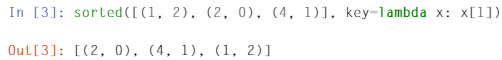 In [3]: sorted([(1, 2), (2, 0), (4, 1)], key=lambda x: x[1])
Out[3]: [(2, 0), (4, 1), (1, 2)]